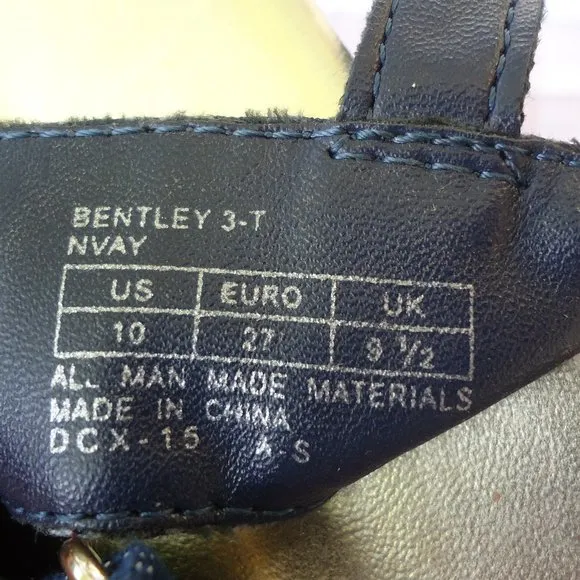 BENTLEY 3-T
NVAY
US EURO UK
10 27 9 1/2
ALL MAN MADE MATERIALS
MADE IN CHINA
DCX-15 A S